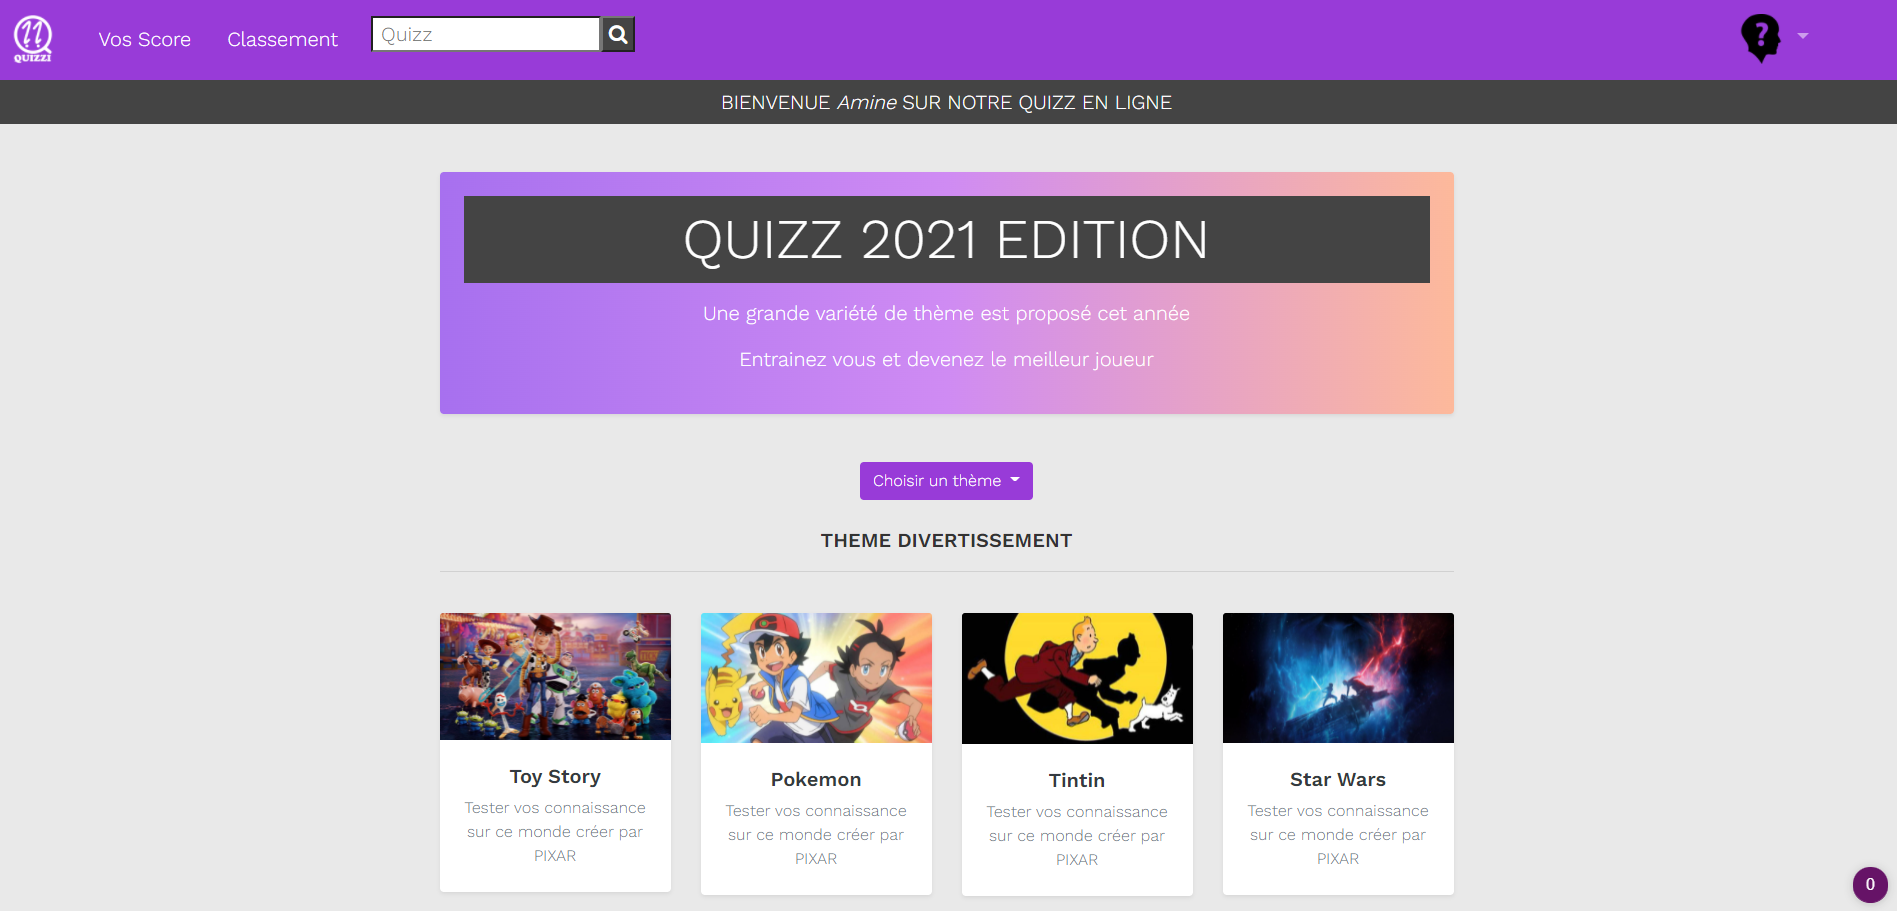 QUIZZI
Vos Score
Classement
Quizz
?
BIENVENUE Amine SUR NOTRE QUIZZ EN LIGNE
QUIZZ 2021 EDITION
Une grande variété de thème est proposé cet année
Entrainez vous et devenez le meilleur joueur
Choisir un thème
THEME DIVERTISSEMENT
Toy Story
Tester vos connaissance
sur ce monde créer par
PIXAR
Pokemon
Tester vos connaissance
sur ce monde créer par
PIXAR
Tintin
Tester vos connaissance
sur ce monde créer par
PIXAR
Star Wars
Tester vos connaissance
sur ce monde créer par
PIXAR
0